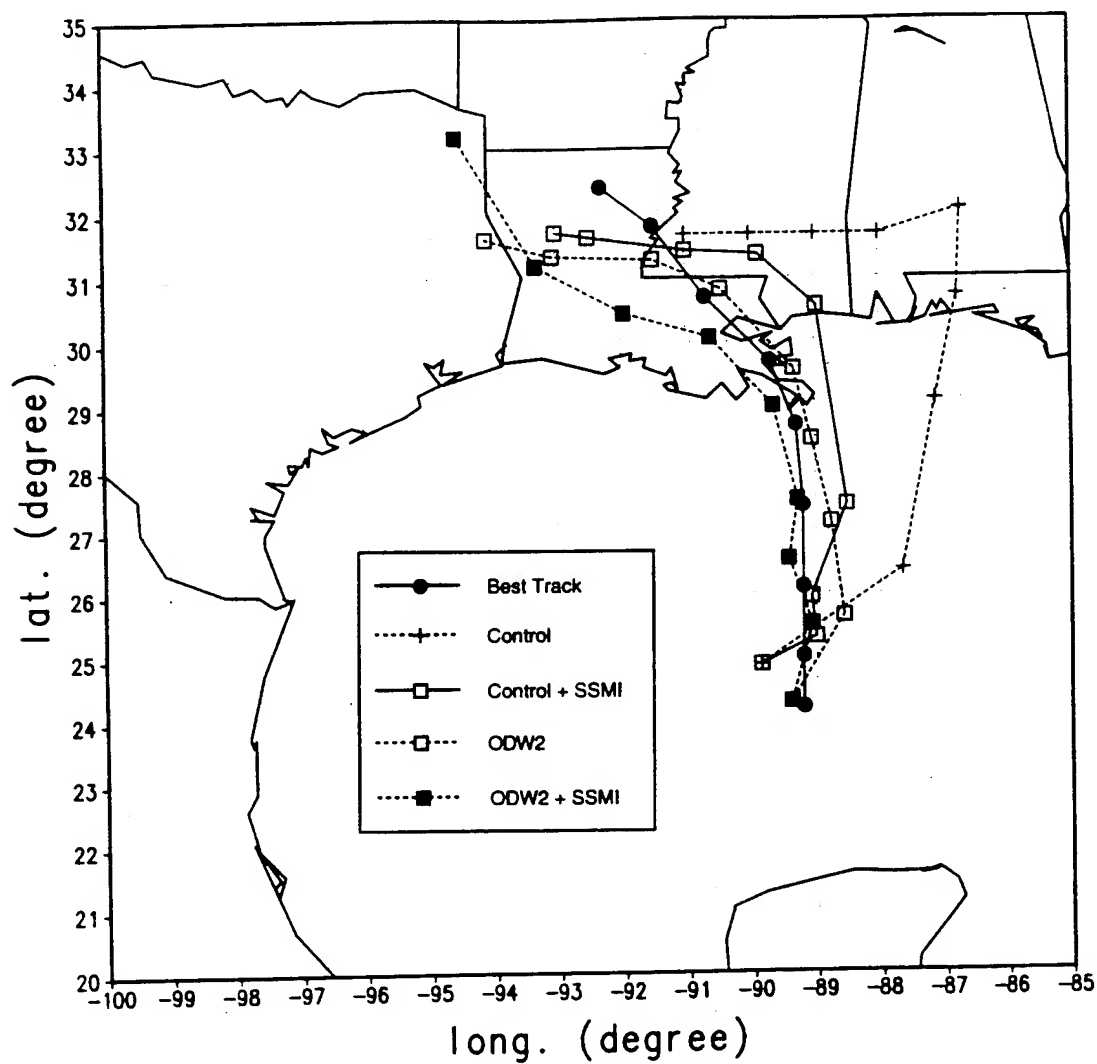 35
34
33
32
31
30
29
28
27
26
25
24
23
22
21
20
lat. (degree)
Best Track
Control
Control + SSMI
ODW2
ODW2 + SSMI
-100 -99 -98 -97 -96 -95 -94 -93 -92 -91 -90 -89 -88 -87 -86 -85
long. (degree)